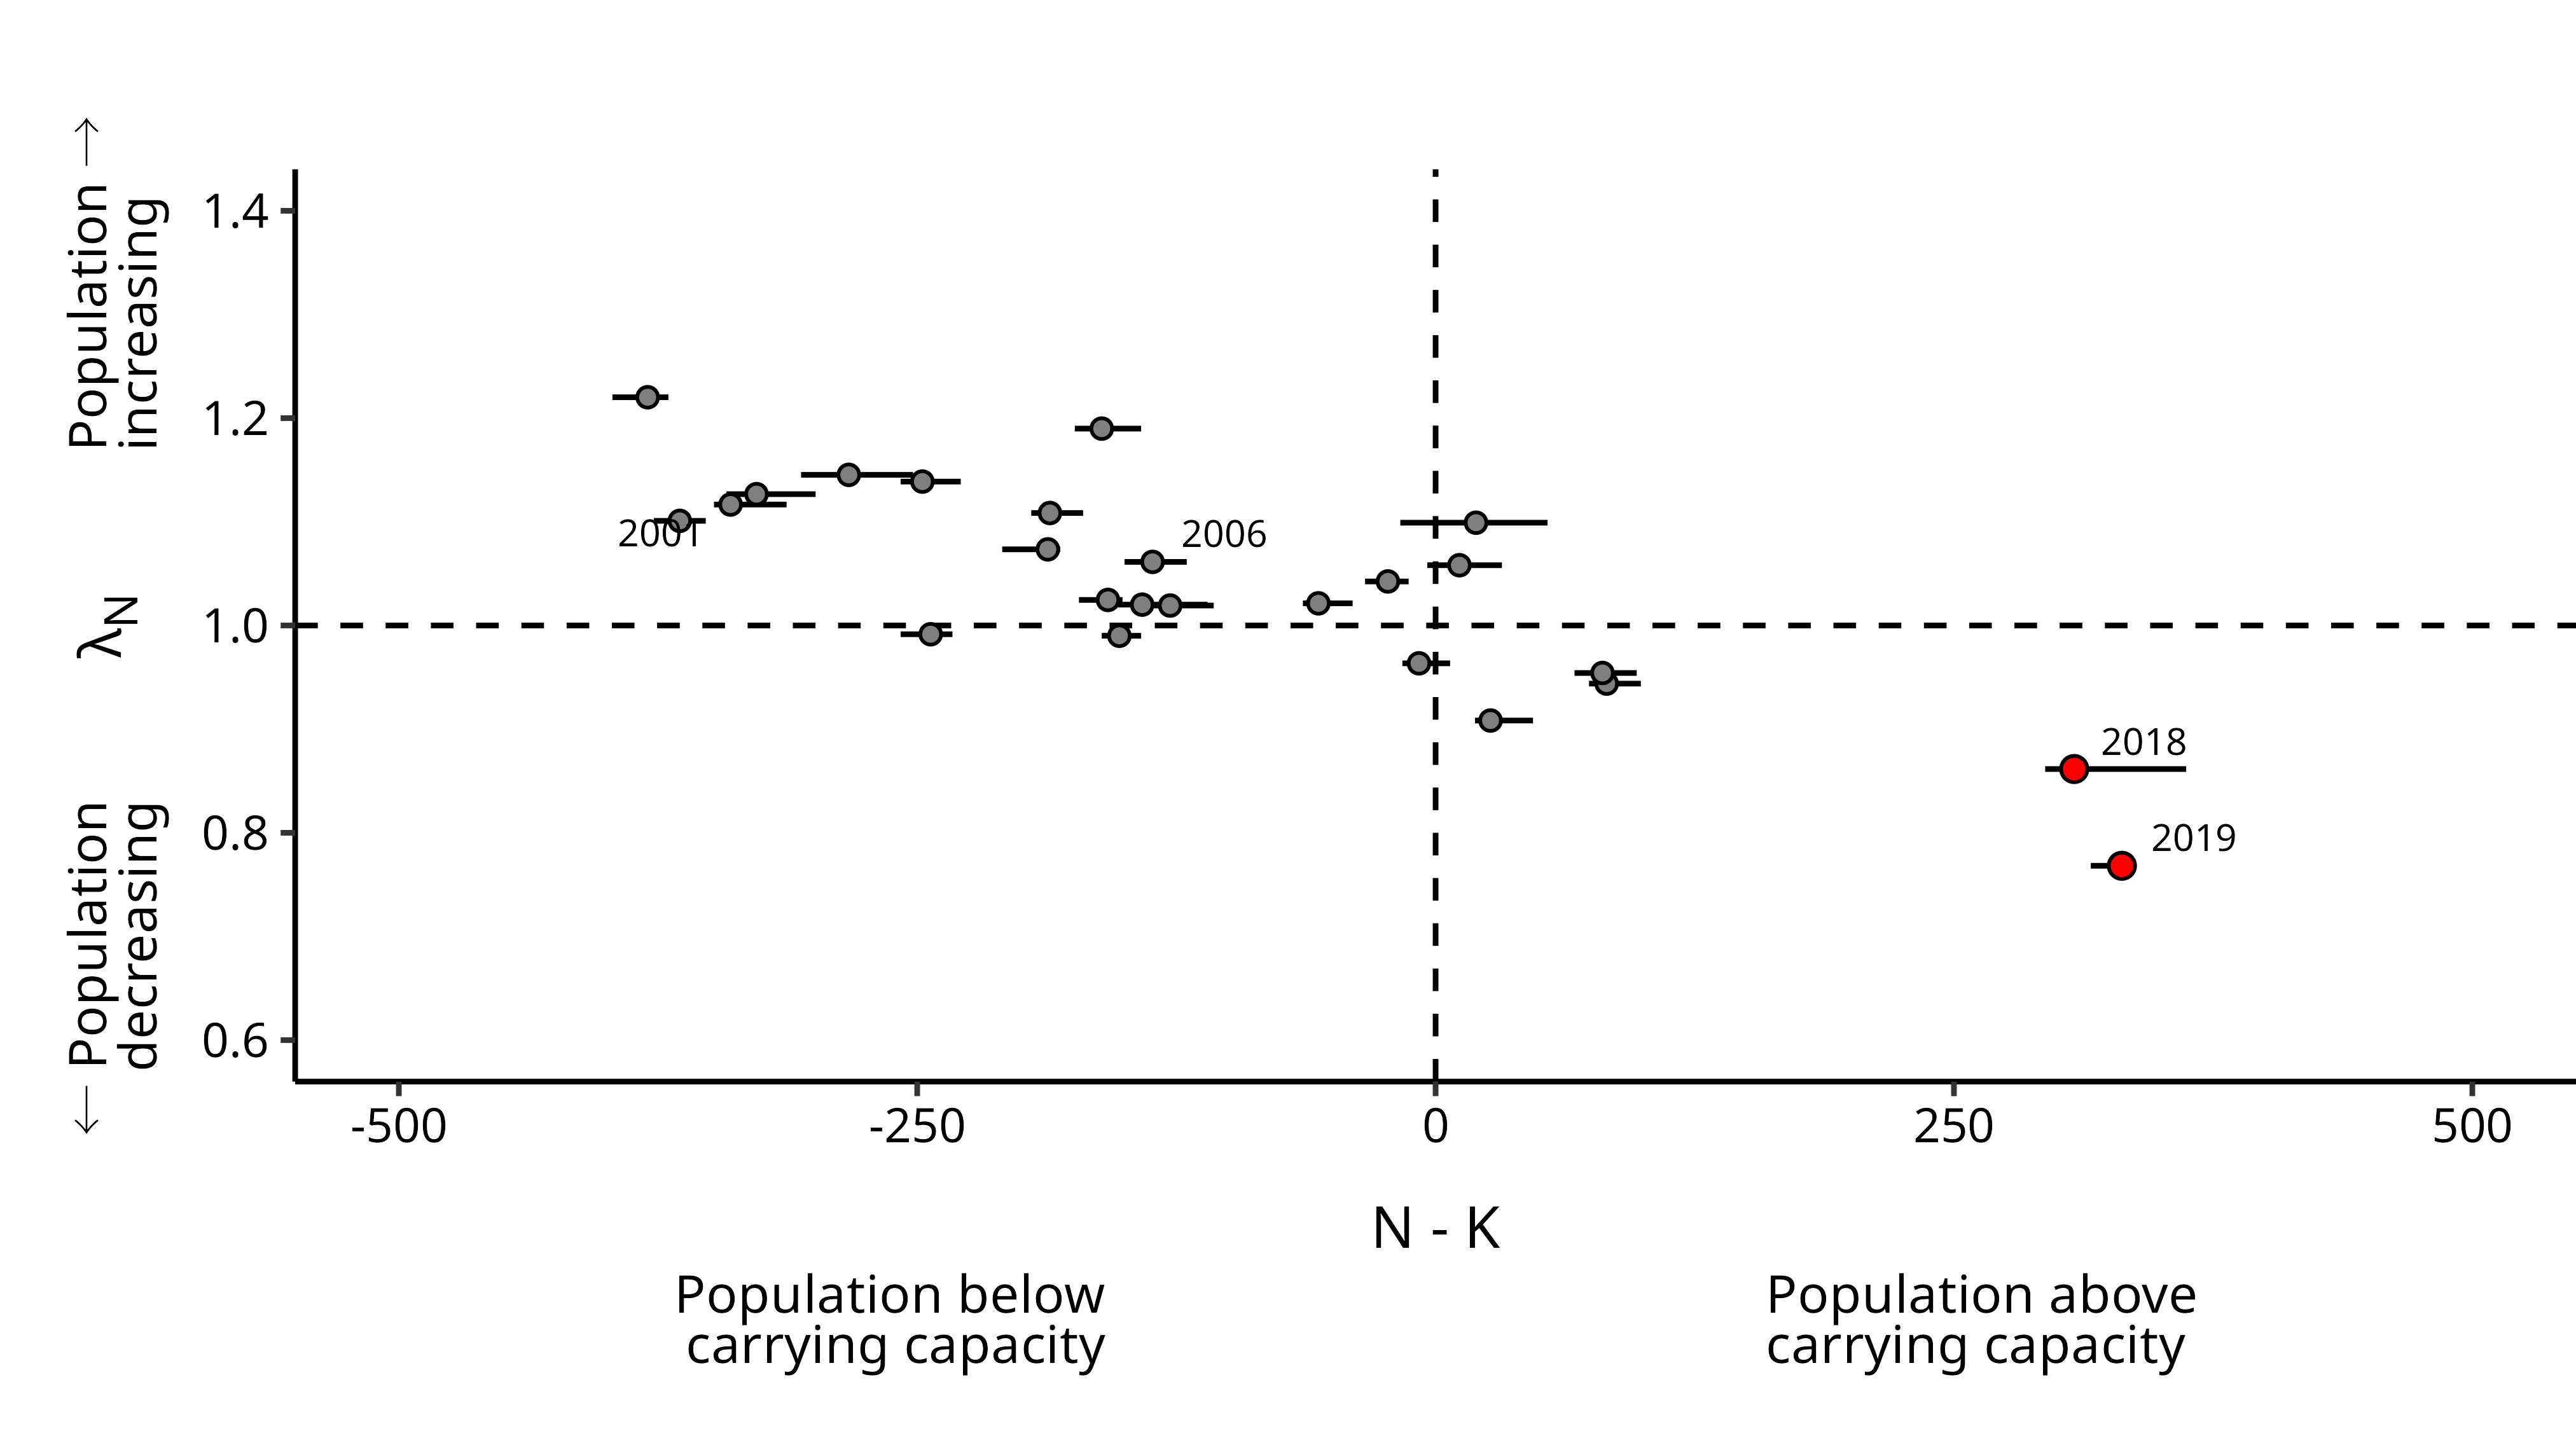 Population →
increasing
λN
← Population
decreasing
1.4
1.2
1.0
0.8
0.6
2001
2006
2018
2019
-500
-250
0
250
500
N - K
Population below
carrying capacity
Population above
carrying capacity